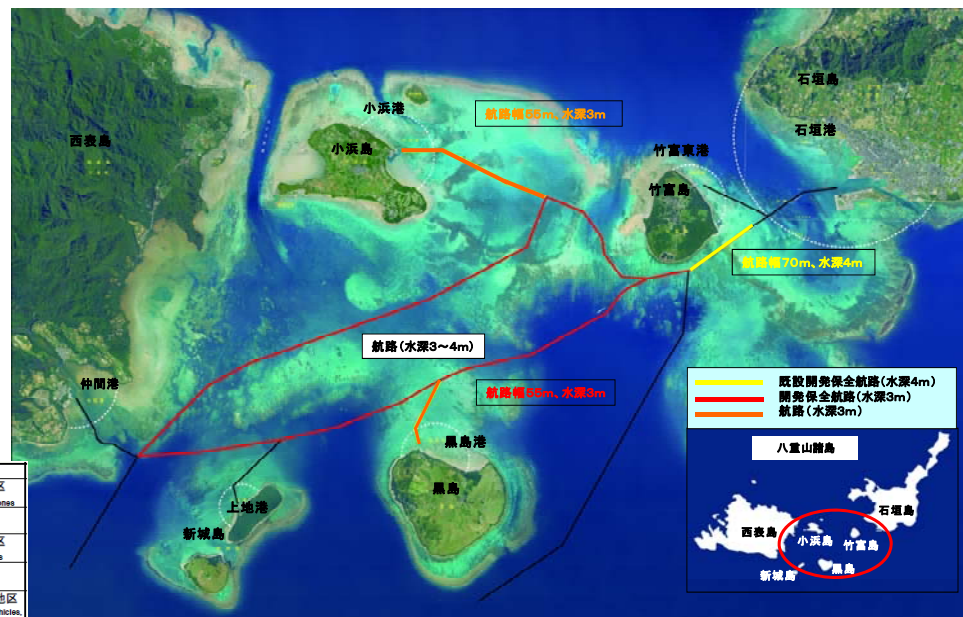 石垣島
小浜港
航路幅55m、水深3m
石垣港
西表島
小浜島
竹富東港
竹富島
航路幅70m、水深4m
航路(水深3～4m)
仲間港
航路幅55m、水深3m
既設開発保全航路(水深4m)
開発保全航路(水深3m)
航路(水深3m)
黒島港
八重山諸島
黒島
上地港
新城島
石垣島
西表島
小浜島
竹富島
新城島
黒島
区
ones
区
s
地区
hicles,